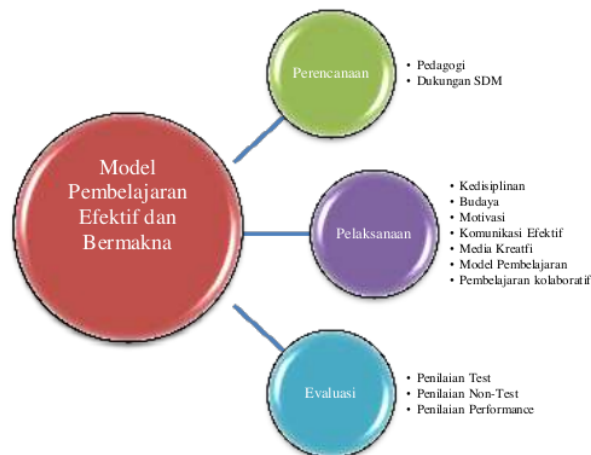 Model
Pembelajaran
Efektif dan
Bermakna
Perencanaan
• Pedagogi
• Dukungan SDM
Pelaksanaan
• Kedisiplinan
• Budaya
• Motivasi
• Komunikasi Efektif
• Media Kreatfi
• Model Pembelajaran
• Pembelajaran kolaboratif
Evaluasi
• Penilaian Test
• Penilaian Non-Test
• Penilaian Performance